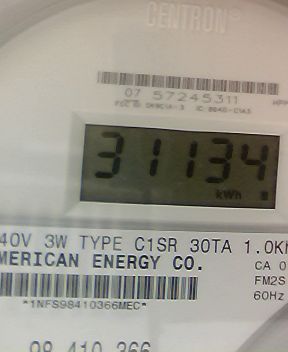 CENTRON®
07 57245311
31134
kWh
40V 3W TYPE C1SR 30TA 1.0K
MERICAN ENERGY CO.
CA 0
FM2S
60Hz
*1NFS98410366MEC*
98 410 366